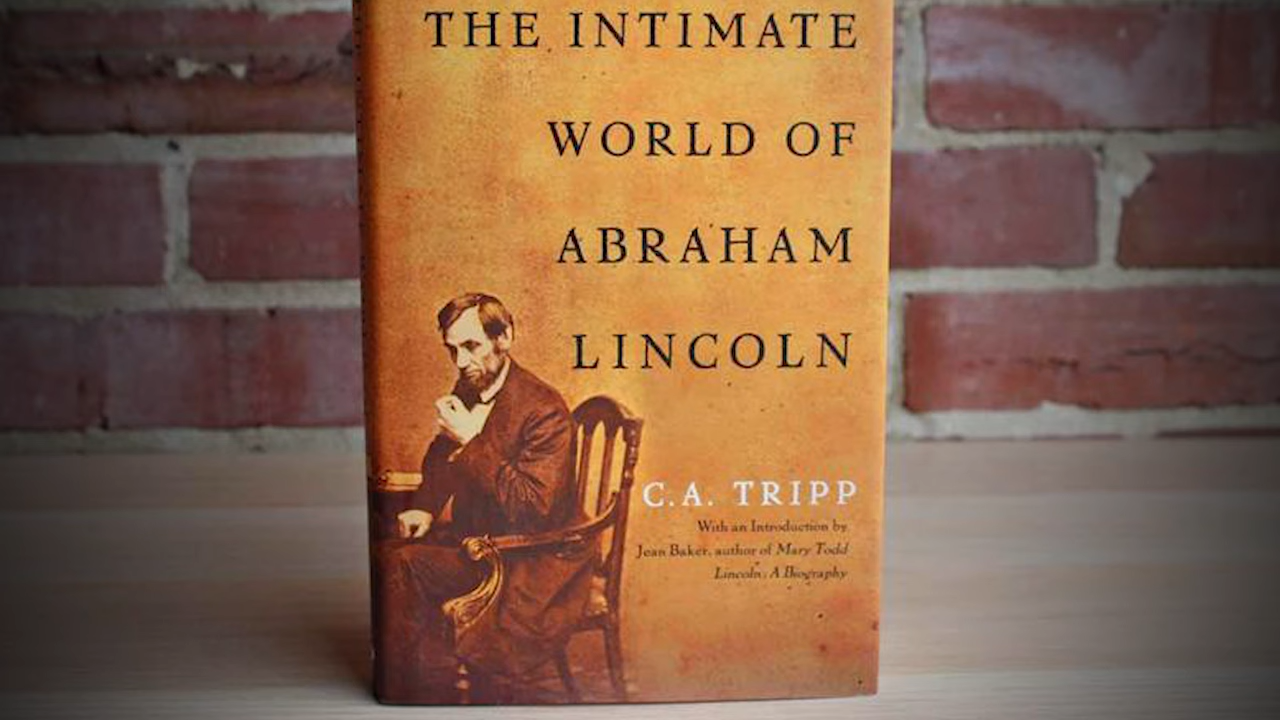 THE INTIMATE
WORLD OF
ABRAHAM
LINCOLN
C.A. TRIPP
With an Introduction by
Jean Baker, author of Mary Todd
Lincoln: A Biography